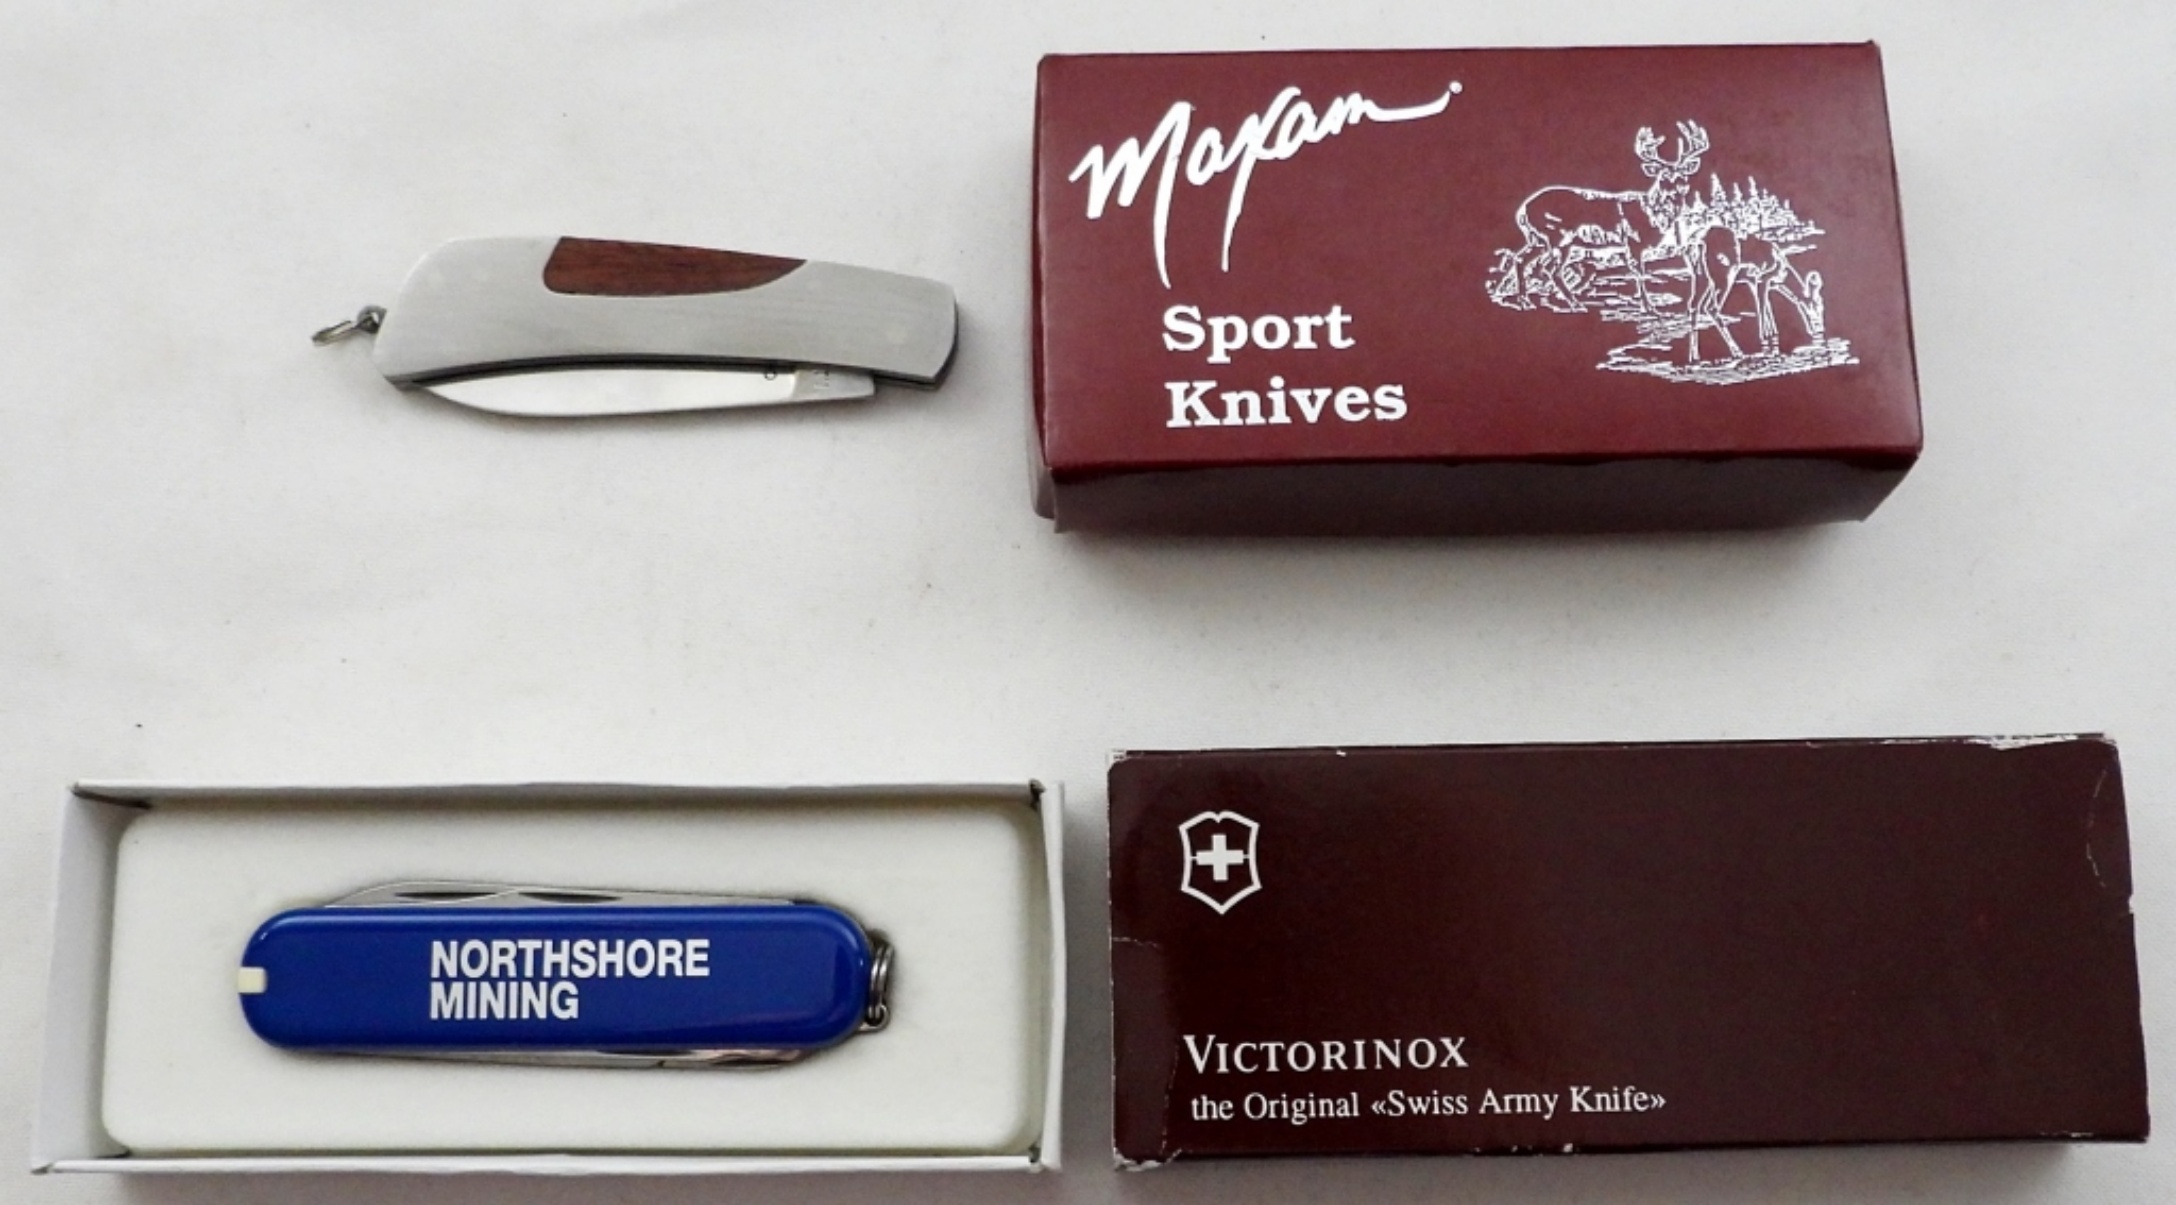 Maxam
Sport
Knives
NORTHSHORE
MINING
VICTORINOX
the Original «Swiss Army Knife»